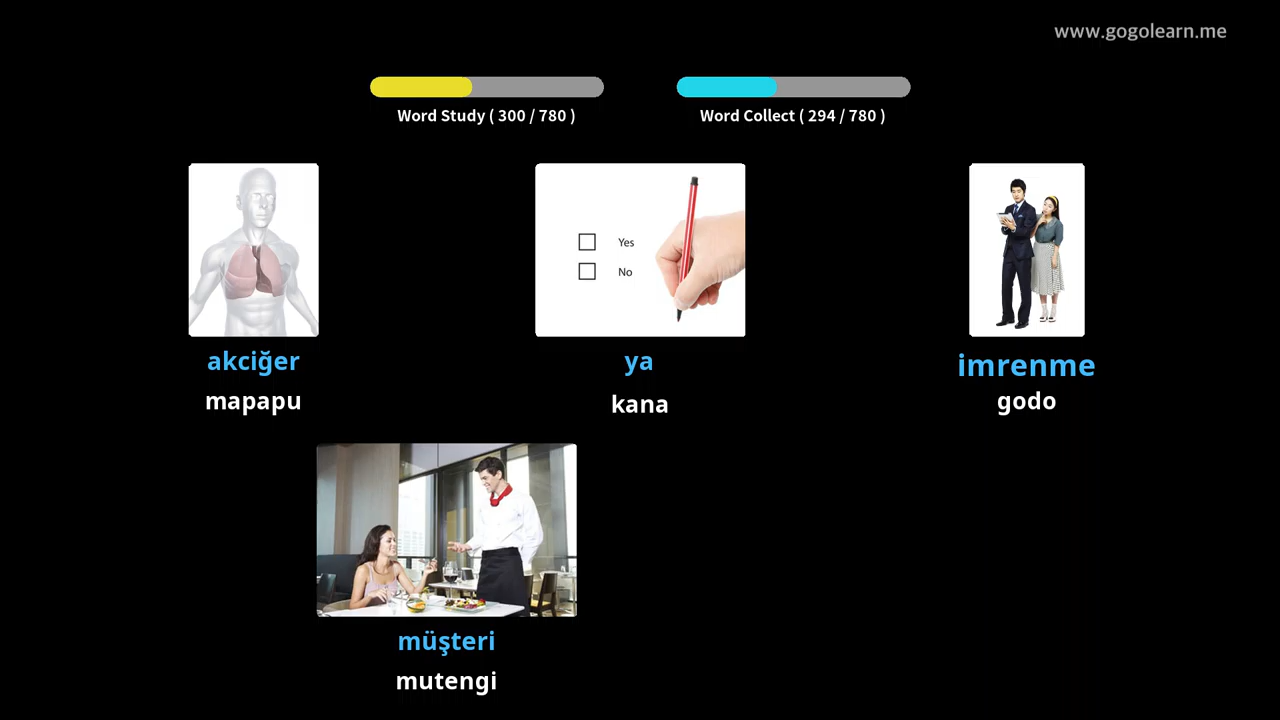 www.gogolearn.me
Word Study ( 300 / 780 )
Word Collect ( 294 / 780 )
Yes
No
akciğer
mapapu
ya
kana
imrenme
godo
müşteri
mutengi